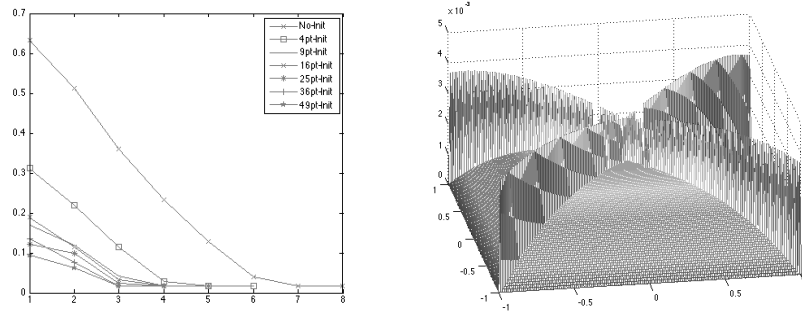 0.7
0.6
0.5
0.4
0.3
0.2
0.1
0
1 2 3 4 5 6 7 8
No-Init
4pt-Init
9pt-Init
16pt-Init
25pt-Init
36pt-Init
49pt-Init
x 10⁻³
5
4
3
2
1
0
1
0.5
0
-0.5
-1
-1 -0.5 0 0.5